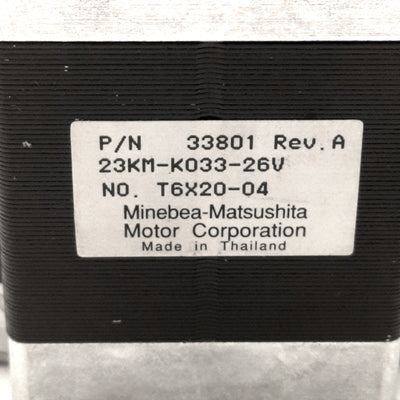 P/N 33801 Rev.A
23KM-K033-26V
NO. T6X20-04
Minebea-Matsushita
Motor Corporation
Made in Thailand